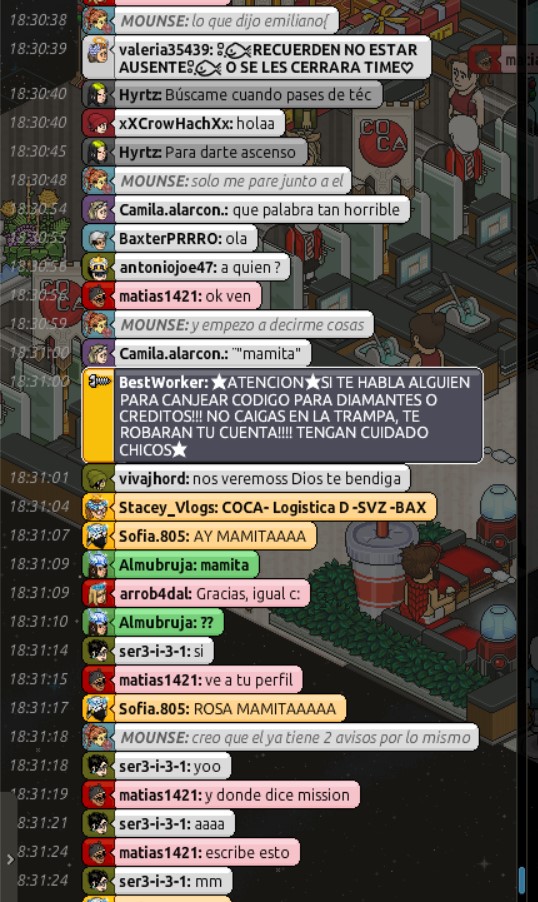 18:30:38 MOUNSE: lo que dijo emiliano{
18:30:39 valeria35439: RECUERDEN NO ESTAR
AUSENTE O SE LES CERRARA TIME♡
18:30:40 Hyrtz: Búscame cuando pases de téc
18:30:40 xXCrowHachXx: holaa
18:30:45 Hyrtz: Para darte ascenso
COCA
18:30:48 MOUNSE: solo me pare junto a el
18:30:54 Camila.alarcon.: que palabra tan horrible
18:30:55 BaxterPRRRO: ola
18:30:56 antoniojoe47: a quien ?
18:30:56 matias1421: ok ven
18:30:59 MOUNSE: y empezo a decirme cosas
18:31:00 Camila.alarcon.: ¨"mamita"
18:31:00 BestWorker: ★ATENCION★SI TE HABLA ALGUIEN
PARA CANJEAR CODIGO PARA DIAMANTES O
CREDITOS!!! NO CAIGAS EN LA TRAMPA, TE
ROBARAN TU CUENTA!!!! TENGAN CUIDADO
CHICOS★
18:31:01 vivajhord: nos veremoss Dios te bendiga
18:31:04 Stacey_Vlogs: COCA- Logistica D -SVZ -BAX
18:31:07 Sofia.805: AY MAMITAAAA
18:31:09 Almubruja: mamita
18:31:09 arrob4dal: Gracias, igual c:
18:31:10 Almubruja: ??
18:31:14 ser3-i-3-1: si
18:31:15 matias1421: ve a tu perfil
18:31:17 Sofia.805: ROSA MAMITAAAAA
18:31:18 MOUNSE: creo que el ya tiene 2 avisos por lo mismo
18:31:18 ser3-i-3-1: yoo
18:31:19 matias1421: y donde dice mission
18:31:21 ser3-i-3-1: aaaa
18:31:24 matias1421: escribe esto
18:31:24 ser3-i-3-1: mm